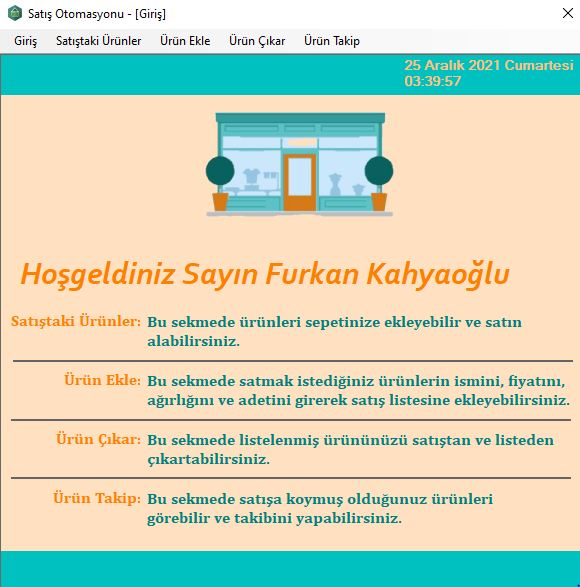 Satış Otomasyonu - [Giriş]
Giriş Satıştaki Ürünler Ürün Ekle Ürün Çıkar Ürün Takip
25 Aralık 2021 Cumartesi
03:39:57
Hoşgeldiniz Sayın Furkan Kahyaoğlu
Satıştaki Ürünler: Bu sekmede ürünleri sepetinize ekleyebilir ve satın
alabilirsiniz.
Ürün Ekle: Bu sekmede satmak istediğiniz ürünlerin ismini, fiyatını,
ağırlığını ve adetini girerek satış listesine ekleyebilirsiniz.
Ürün Çıkar: Bu sekmede listelenmiş ürününüzü satıştan ve listeden
çıkartabilirsiniz.
Ürün Takip: Bu sekmede satışa koymuş olduğunuz ürünleri
görebilir ve takibini yapabilirsiniz.